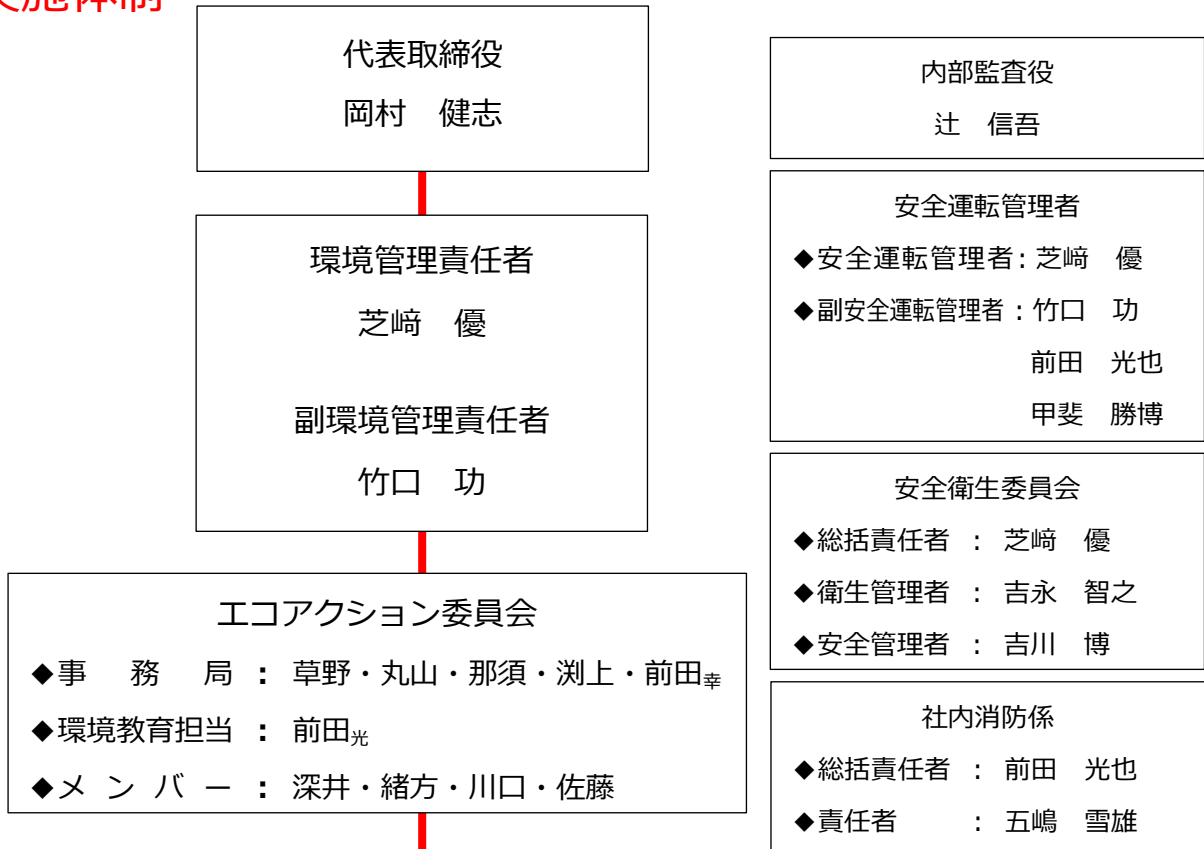 実施体制
代表取締役
岡村　健志
環境管理責任者
芝﨑　優
副環境管理責任者
竹口　功
エコアクション委員会
◆事　務　局　：　草野・丸山・那須・渕上・前田幸
◆環境教育担当　：　前田光
◆メ ン バ ー　：　深井・緒方・川口・佐藤
内部監査役
辻　信吾
安全運転管理者
◆安全運転管理者：芝﨑　優
◆副安全運転管理者：竹口　功
前田　光也
甲斐　勝博
安全衛生委員会
◆総括責任者　：　芝﨑　優
◆衛生管理者　：　吉永　智之
◆安全管理者　：　吉川　博
社内消防係
◆総括責任者　：　前田　光也
◆責任者　　　：　五嶋　雪雄